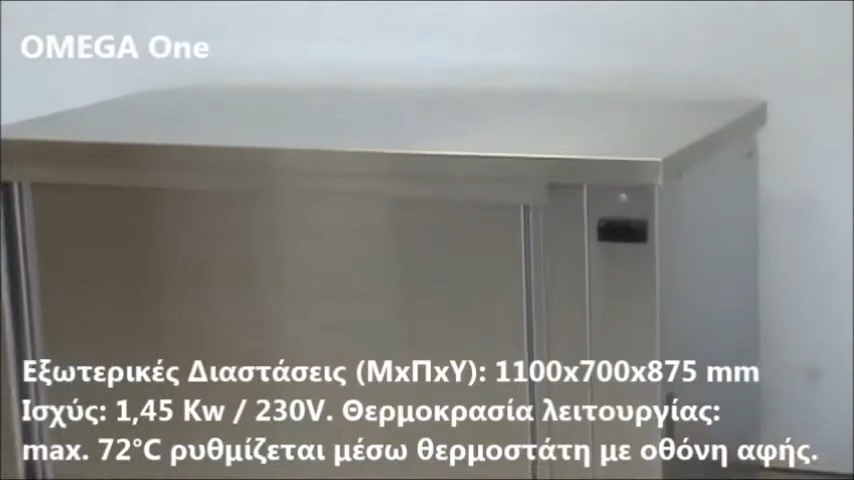 OMEGA One
Εξωτερικές Διαστάσεις (ΜxΠxΥ): 1100x700x875 mm
Ισχύς: 1,45 Kw / 230V. Θερμοκρασία λειτουργίας:
max. 72°C ρυθμίζεται μέσω θερμοστάτη με οθόνη αφής.